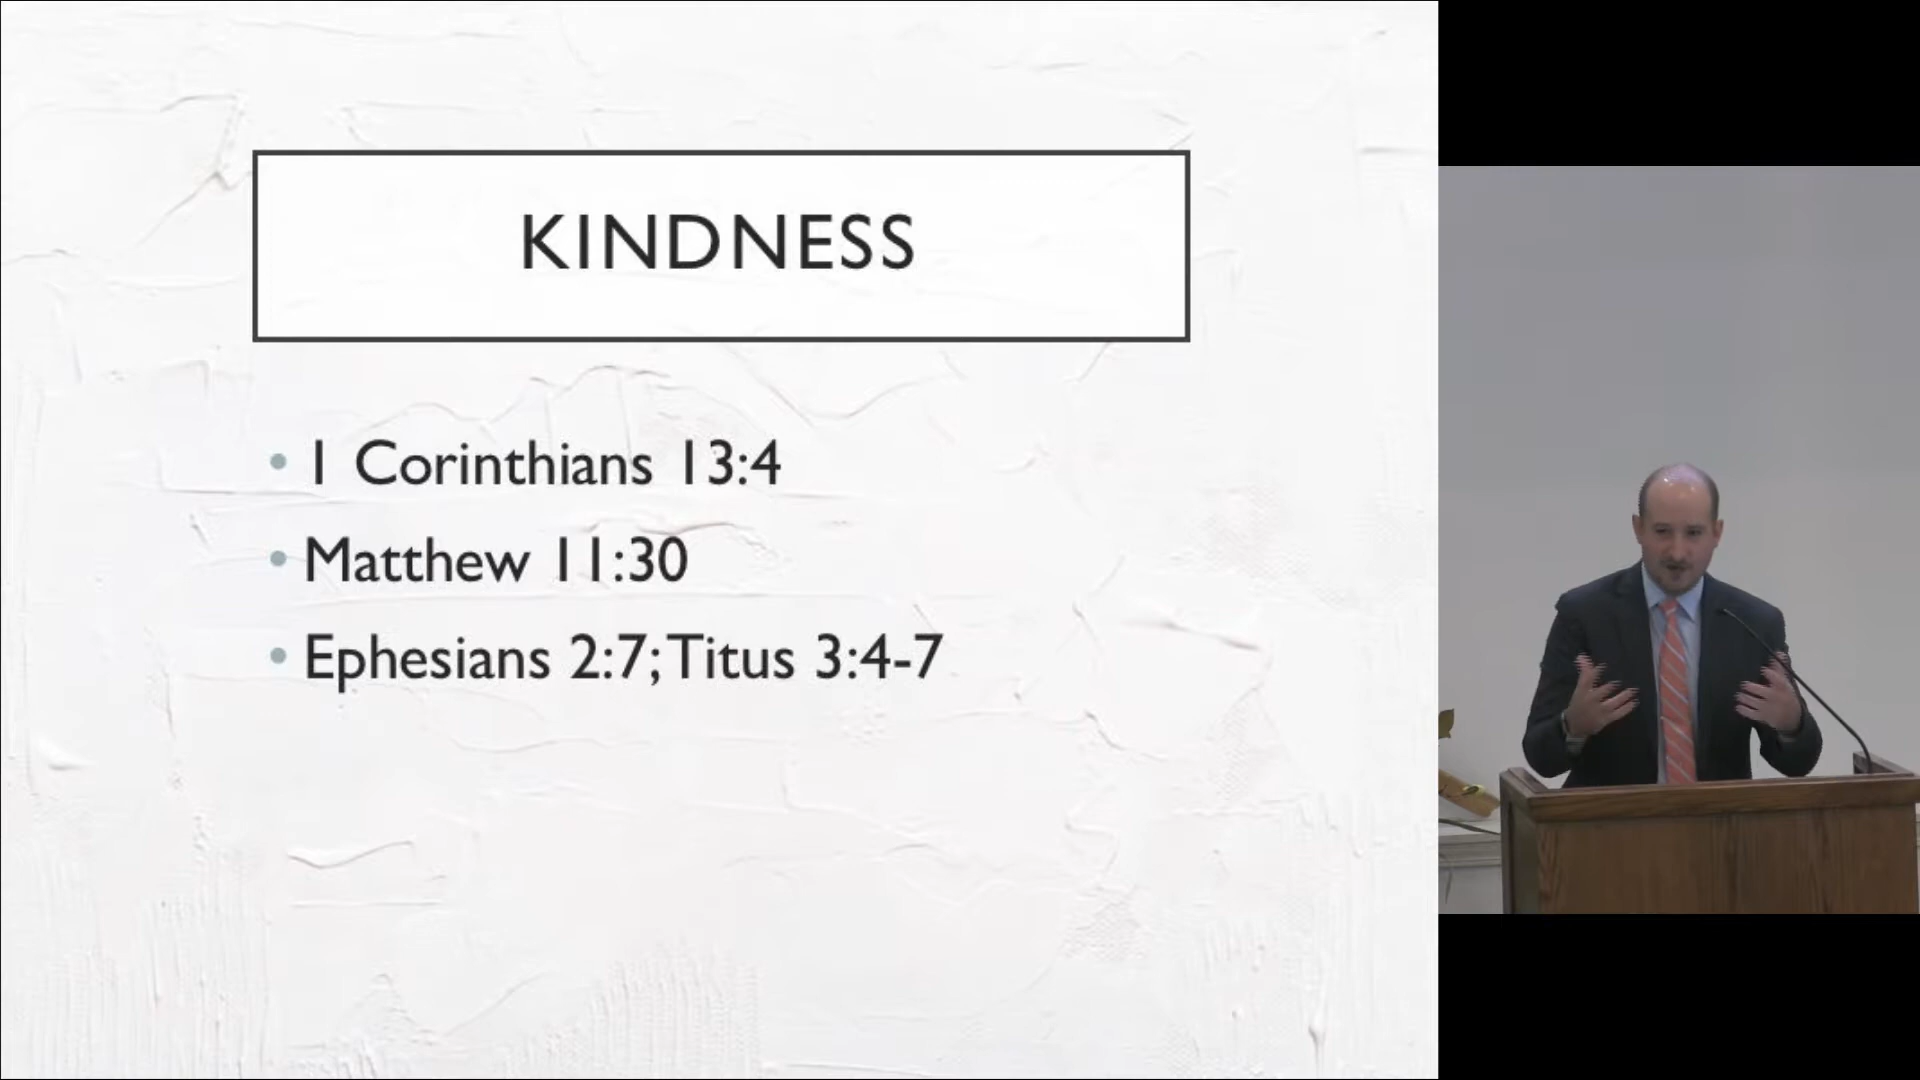 KINDNESS
• 1 Corinthians 13:4
• Matthew 11:30
• Ephesians 2:7; Titus 3:4-7